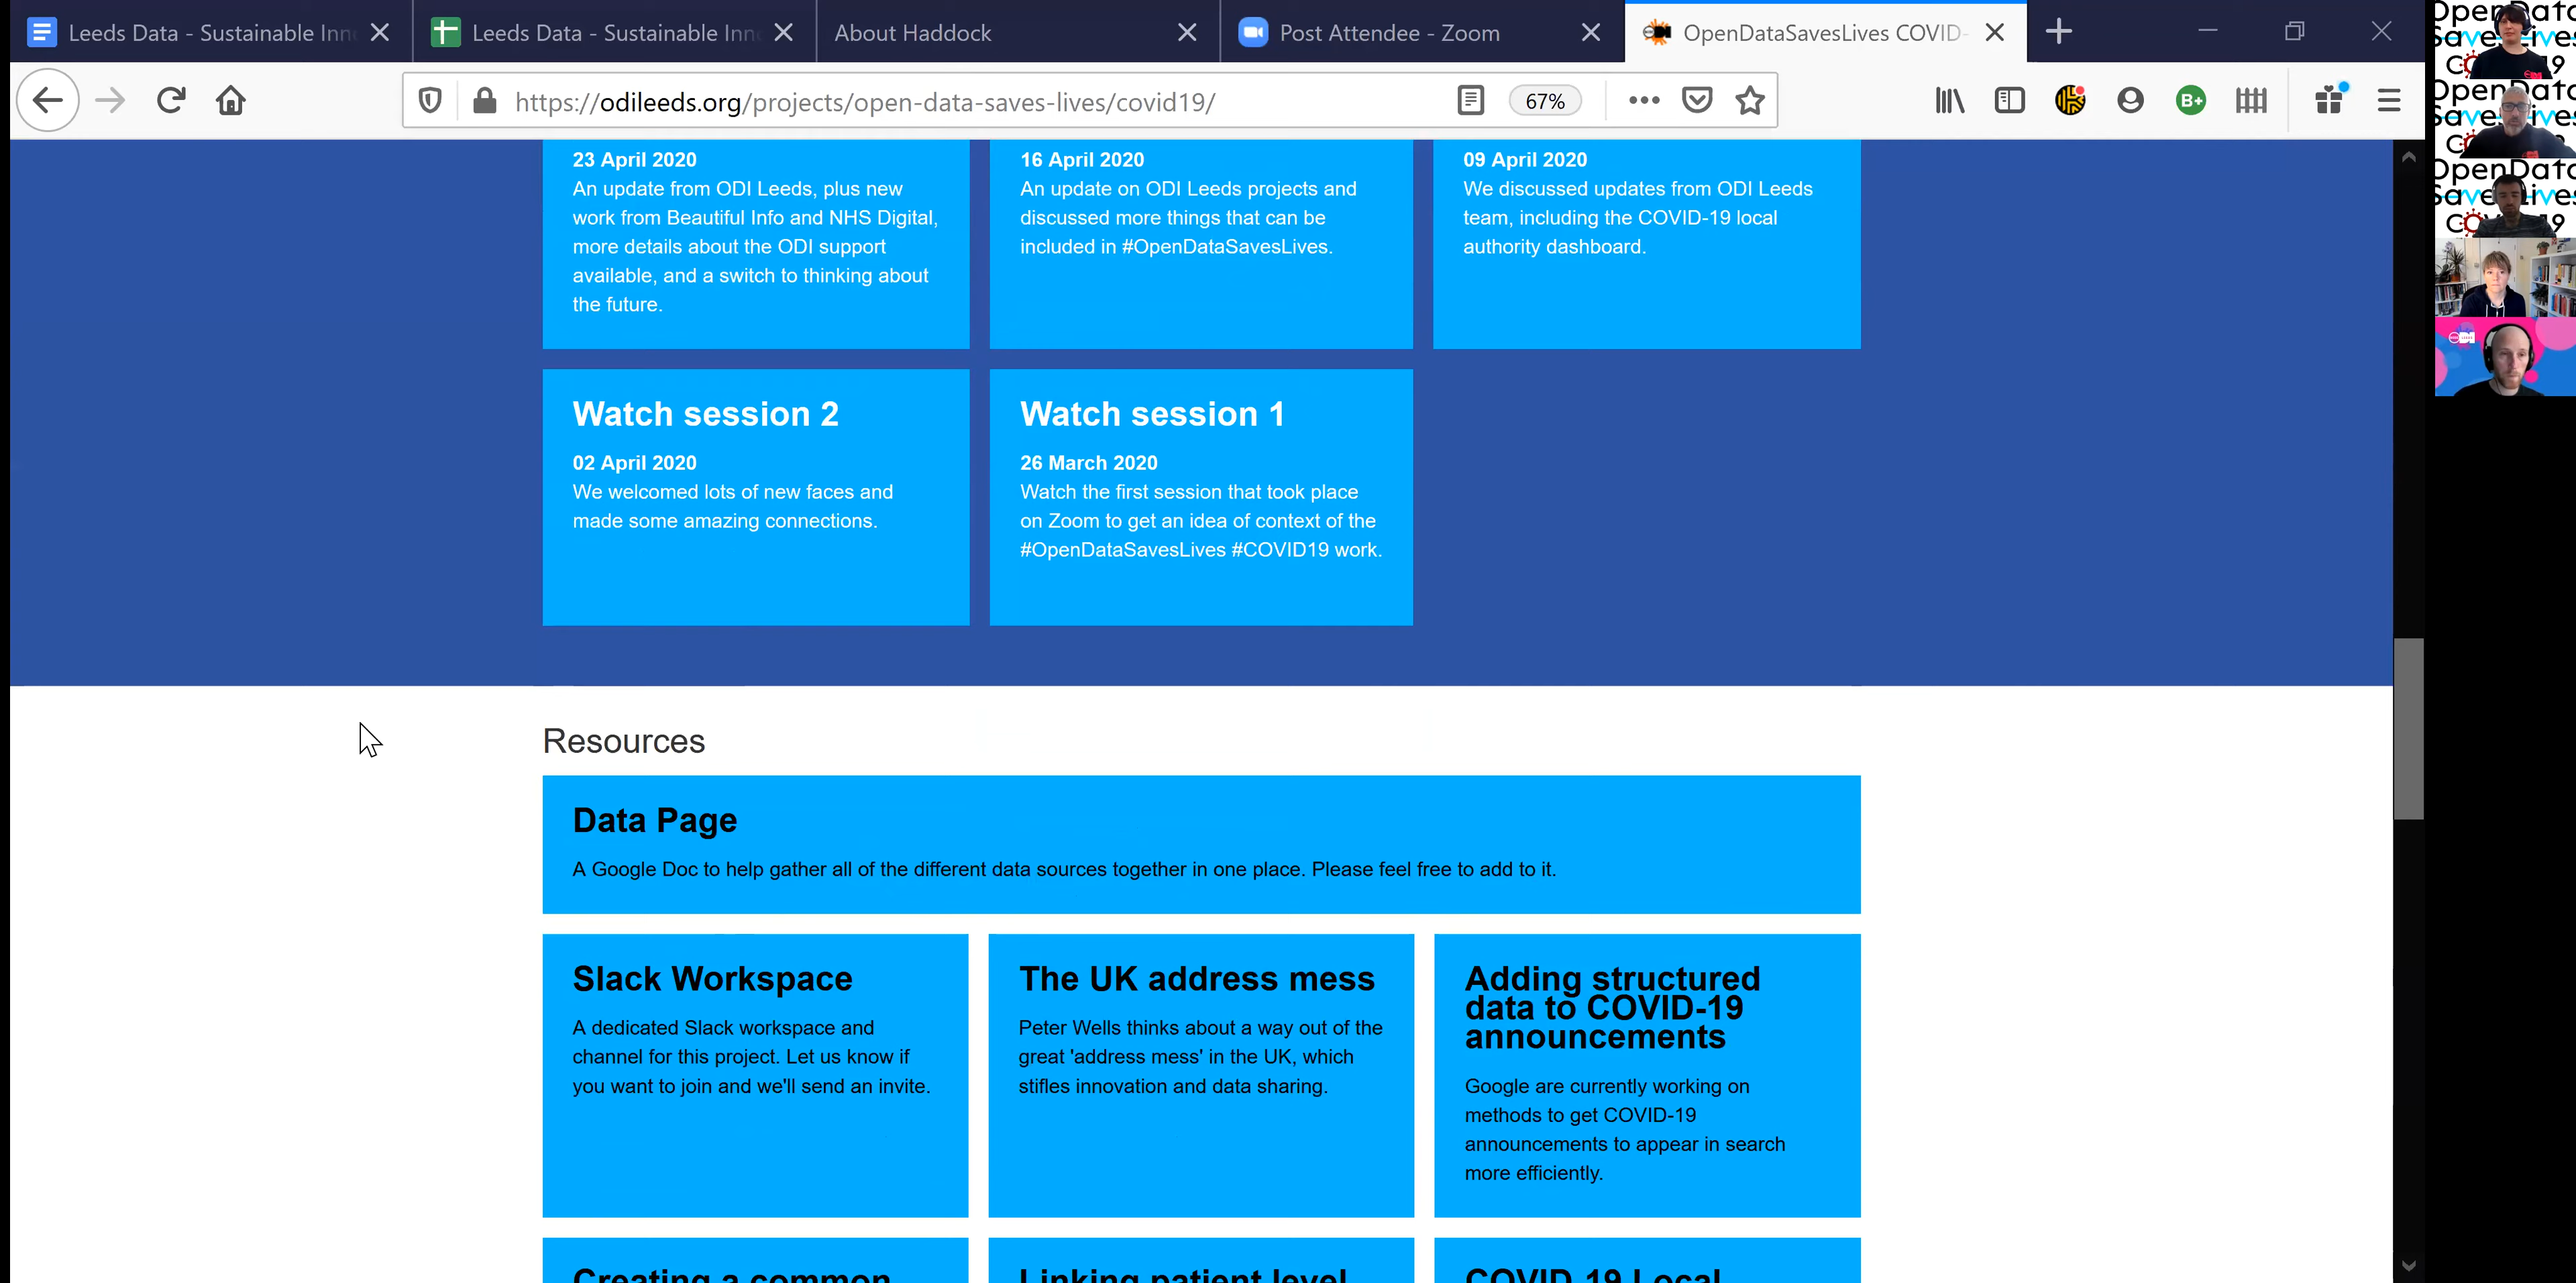 Leeds Data - Sustainable Inn
Leeds Data - Sustainable Inn
About Haddock
Post Attendee - Zoom
OpenDataSavesLives COVID-
https://odileeds.org/projects/open-data-saves-lives/covid19/
67%
B+
23 April 2020
An update from ODI Leeds, plus new
work from Beautiful Info and NHS Digital,
more details about the ODI support
available, and a switch to thinking about
the future.
16 April 2020
An update on ODI Leeds projects and
discussed more things that can be
included in #OpenDataSavesLives.
09 April 2020
We discussed updates from ODI Leeds
team, including the COVID-19 local
authority dashboard.
Watch session 2
02 April 2020
We welcomed lots of new faces and
made some amazing connections.
Watch session 1
26 March 2020
Watch the first session that took place
on Zoom to get an idea of context of the
#OpenDataSavesLives #COVID19 work.
Resources
Data Page
A Google Doc to help gather all of the different data sources together in one place. Please feel free to add to it.
Slack Workspace
A dedicated Slack workspace and
channel for this project. Let us know if
you want to join and we'll send an invite.
The UK address mess
Peter Wells thinks about a way out of the
great 'address mess' in the UK, which
stifles innovation and data sharing.
Adding structured
data to COVID-19
announcements
Google are currently working on
methods to get COVID-19
announcements to appear in search
more efficiently.
Creating a common
Linking patient level
COVID-19 Local
OpenData